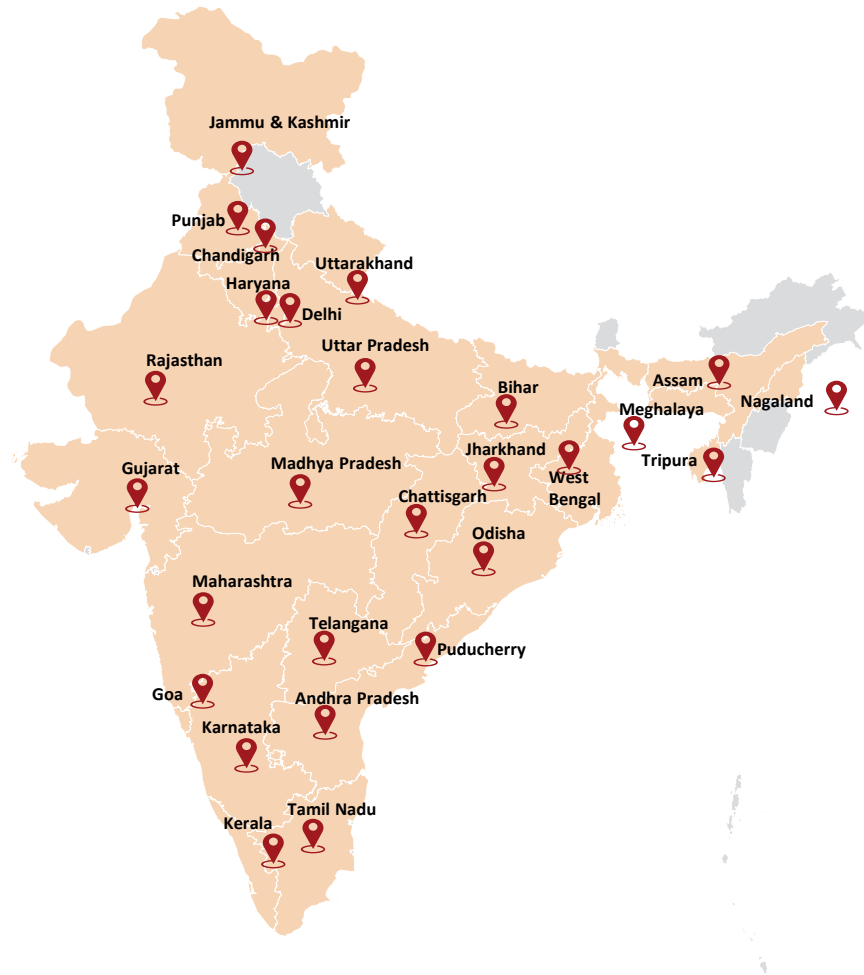 Jammu & Kashmir
Punjab
Chandigarh
Uttarakhand
Haryana
Delhi
Uttar Pradesh
Rajasthan
Bihar
Assam
Nagaland
Meghalaya
Jharkhand
Tripura
Madhya Pradesh
Gujarat
West
Bengal
Chattisgarh
Odisha
Maharashtra
Telangana
Puducherry
Goa
Andhra Pradesh
Karnataka
Tamil Nadu
Kerala